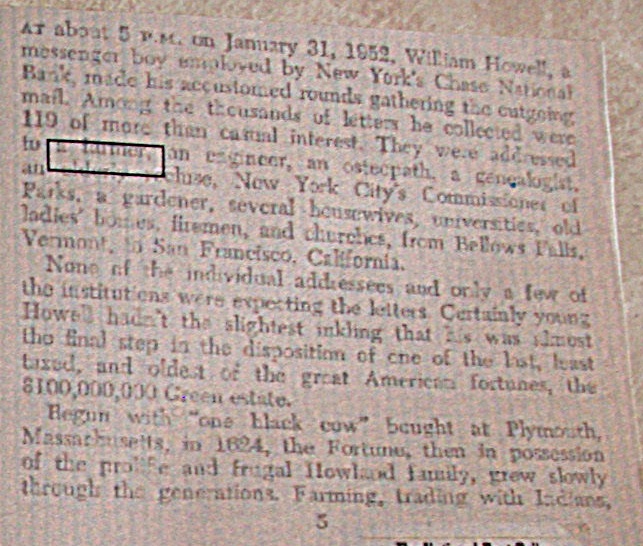 AT about 5 P.M. on January 31, 1952, William Howell, a
messenger boy employed by New York's Chase National
Bank, made his accustomed rounds gathering the outgoing
mail. Among the thousands of letters he collected were
119 of more than casual interest. They were addressed
to a farmer, an engineer, an osteopath, a genealogist,
an elderly recluse, New York City's Commissioner of
Parks, a gardener, several housewives, universities, old
ladies' homes, firemen, and churches, from Bellows Falls,
Vermont, to San Francisco, California.
None of the individual addressees and only a few of
the institutions were expecting the letters. Certainly young
Howell hadn't the slightest inkling that his was almost
the final step in the disposition of one of the last, least
taxed, and oldest of the great American fortunes, the
$100,000,000 Green estate.
Begun with "one black cow" bought at Plymouth,
Massachusetts, in 1624, the Fortune, then in possession
of the prolife and frugal Howland family, grew slowly
through the generations. Farming, trading with Indians,
5